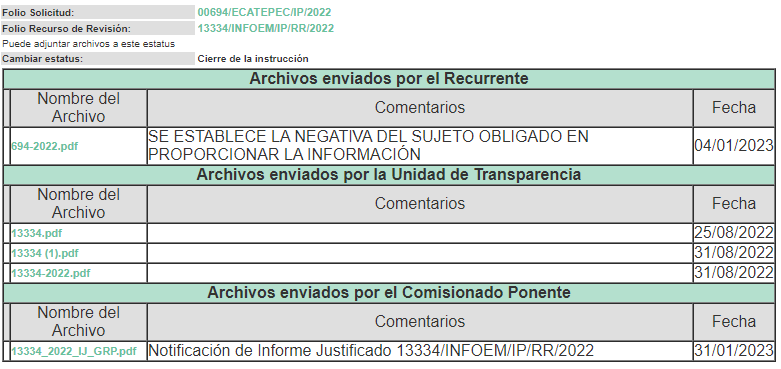 Folio Solicitud: 00694/ECATEPEC/IP/2022
Folio Recurso de Revisión: 13334/INFOEM/IP/RR/2022
Puede adjuntar archivos a este estatus
Cambiar estatus: Cierre de la instrucción
Archivos enviados por el Recurrente
Nombre del Archivo Comentarios Fecha
694-2022.pdf SE ESTABLECE LA NEGATIVA DEL SUJETO OBLIGADO EN PROPORCIONAR LA INFORMACIÓN 04/01/2023
Archivos enviados por la Unidad de Transparencia
Nombre del Archivo Comentarios Fecha
13334.pdf 25/08/2022
13334 (1).pdf 31/08/2022
13334-2022.pdf 31/08/2022
Archivos enviados por el Comisionado Ponente
Nombre del Archivo Comentarios Fecha
13334_2022_IJ_GRP.pdf Notificación de Informe Justificado 13334/INFOEM/IP/RR/2022 31/01/2023